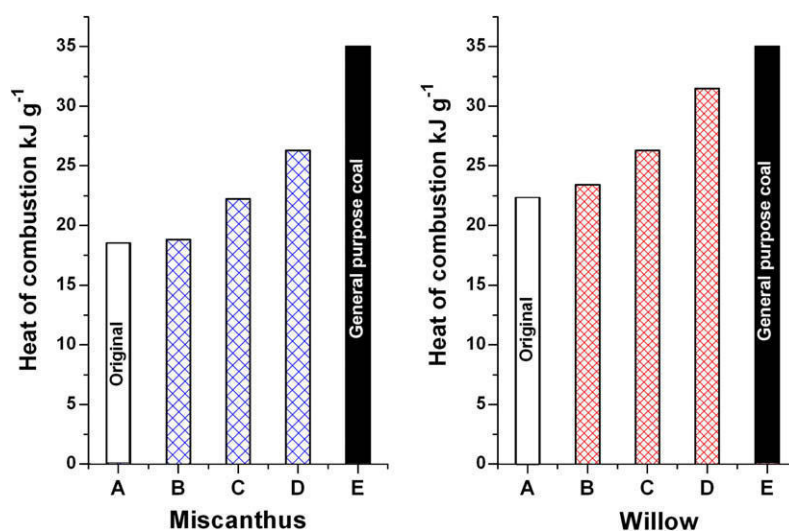 Heat of combustion kJ g-1
35
30
25
20
15
10
5
0
Original
General purpose coal
A B C D E
Miscanthus
Heat of combustion kJ g-1
35
30
25
20
15
10
5
0
Original
General purpose coal
A B C D E
Willow